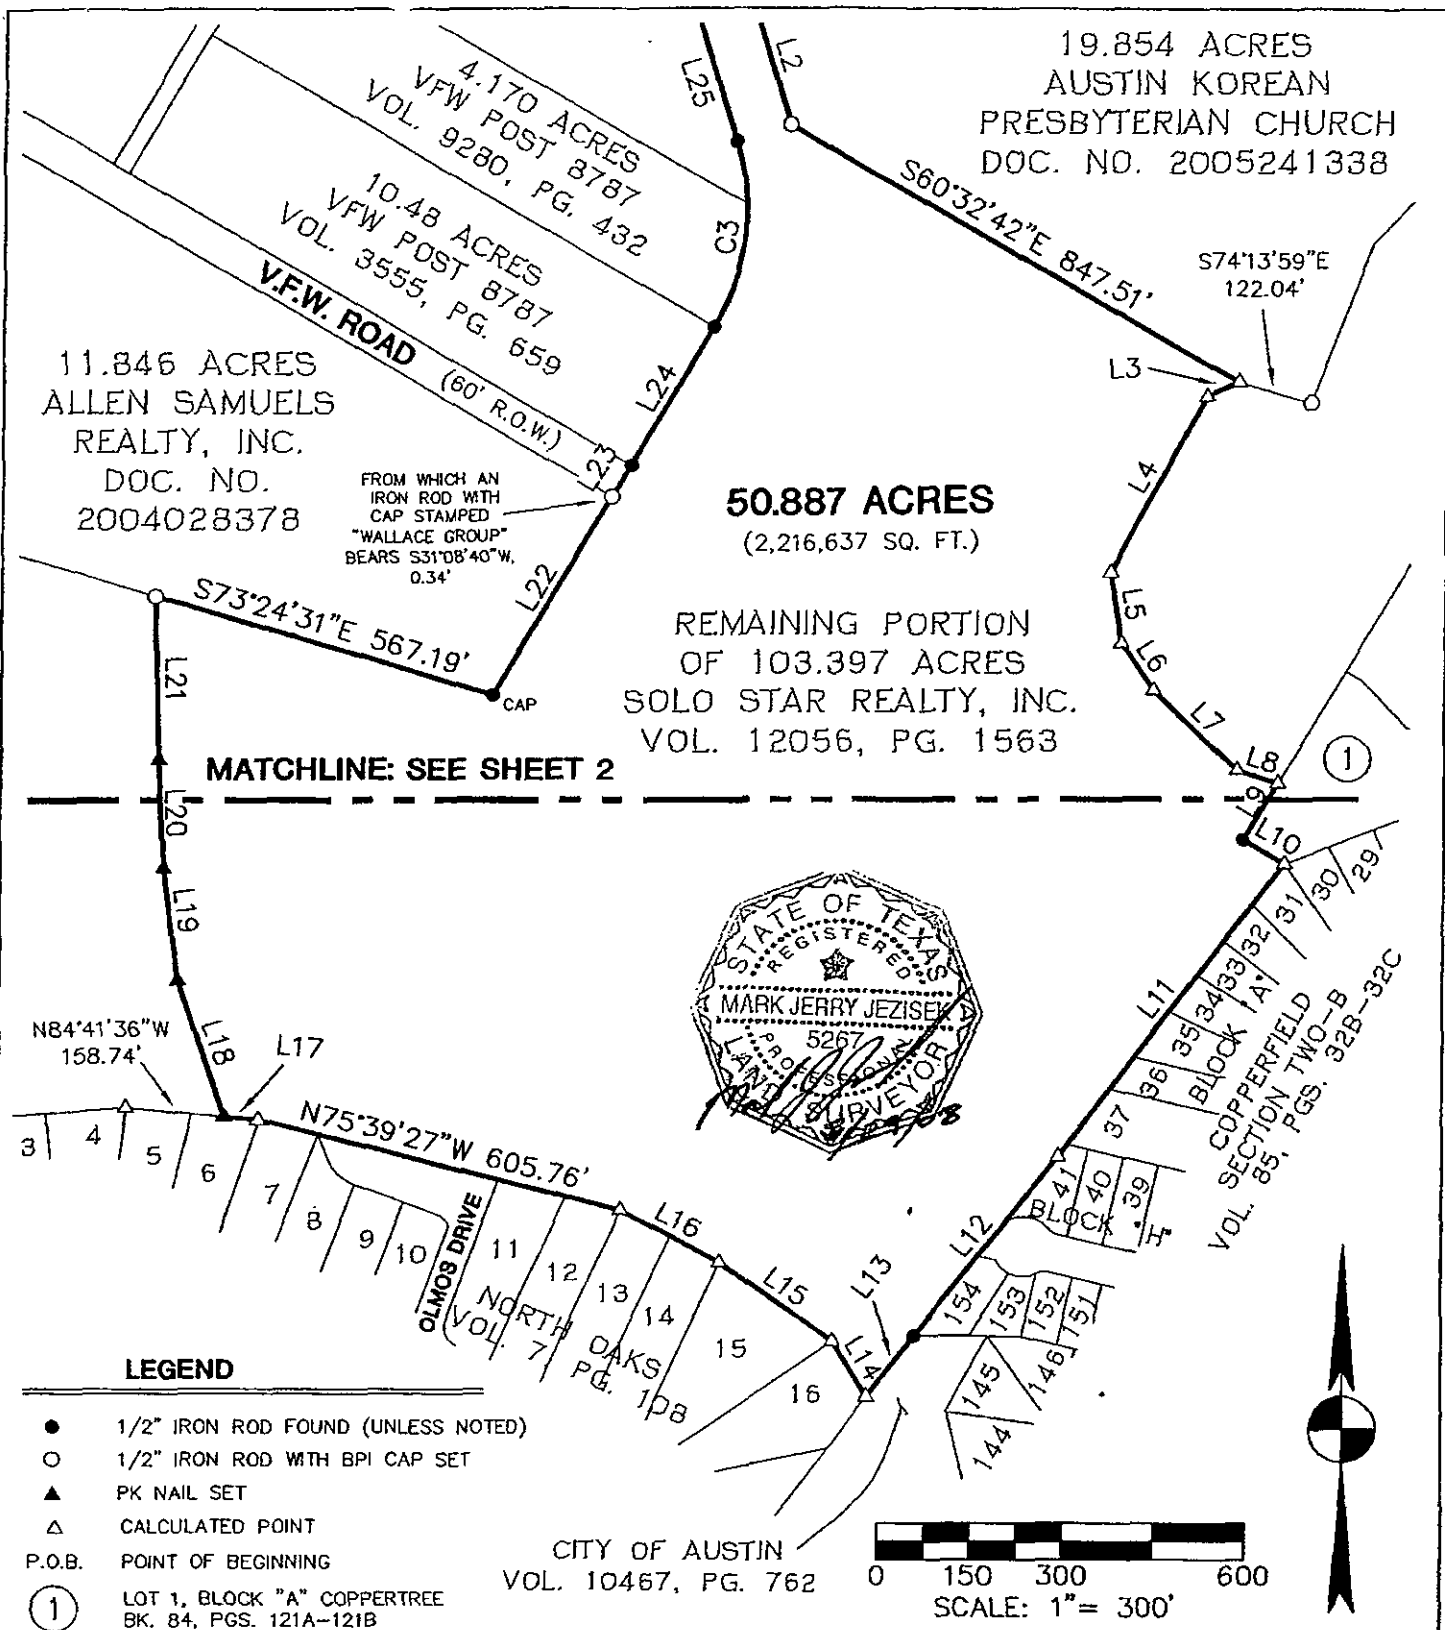 L25
L2
19.854 ACRES
AUSTIN KOREAN
PRESBYTERIAN CHURCH
DOC. NO. 2005241338
4.170 ACRES
VFW POST 8787
VOL. 9280, PG. 432
10.48 ACRES
VFW POST 8787
VOL. 3555, PG. 659
C3
S60°32'42"E 847.51'
S74°13'59"E
122.04'
L3
V.F.W. ROAD (60' R.O.W.)
L24
L23
11.846 ACRES
ALLEN SAMUELS
REALTY, INC.
DOC. NO.
2004028378
FROM WHICH AN
IRON ROD WITH
CAP STAMPED
"WALLACE GROUP"
BEARS S31°08'40"W,
0.34'
L4
50.887 ACRES
(2,216,637 SQ. FT.)
L22
S73°24'31"E 567.19'
CAP
L5
L6
REMAINING PORTION
OF 103.397 ACRES
SOLO STAR REALTY, INC.
VOL. 12056, PG. 1563
L21
L7
L8
1
MATCHLINE: SEE SHEET 2
L20
L9
L10
29
30
31
32
33
34
35
36
37
BLOCK "A"
COPPERFIELD
SECTION TWO-B
VOL. 85, PGS. 32B-32C
L19
STATE OF TEXAS
REGISTERED
MARK JERRY JEZISEK
5267
PROFESSIONAL
LAND SURVEYOR
L11
L18
N84°41'36"W
158.74'
L17
N75°39'27"W 605.76'
3
4
5
6
7
8
9
10
OLMOS DRIVE
11
12
13
14
15
16
NORTH OAKS
VOL. 7 PG. 108
L16
L15
L14
L13
L12
41
40
39
BLOCK "H"
154
153
152
151
146
145
144
LEGEND
1/2" IRON ROD FOUND (UNLESS NOTED)
1/2" IRON ROD WITH BPI CAP SET
PK NAIL SET
CALCULATED POINT
P.O.B. POINT OF BEGINNING
1 LOT 1, BLOCK "A" COPPERTREE
BK. 84, PGS. 121A-121B
CITY OF AUSTIN
VOL. 10467, PG. 762
0 150 300 600
SCALE: 1"= 300'